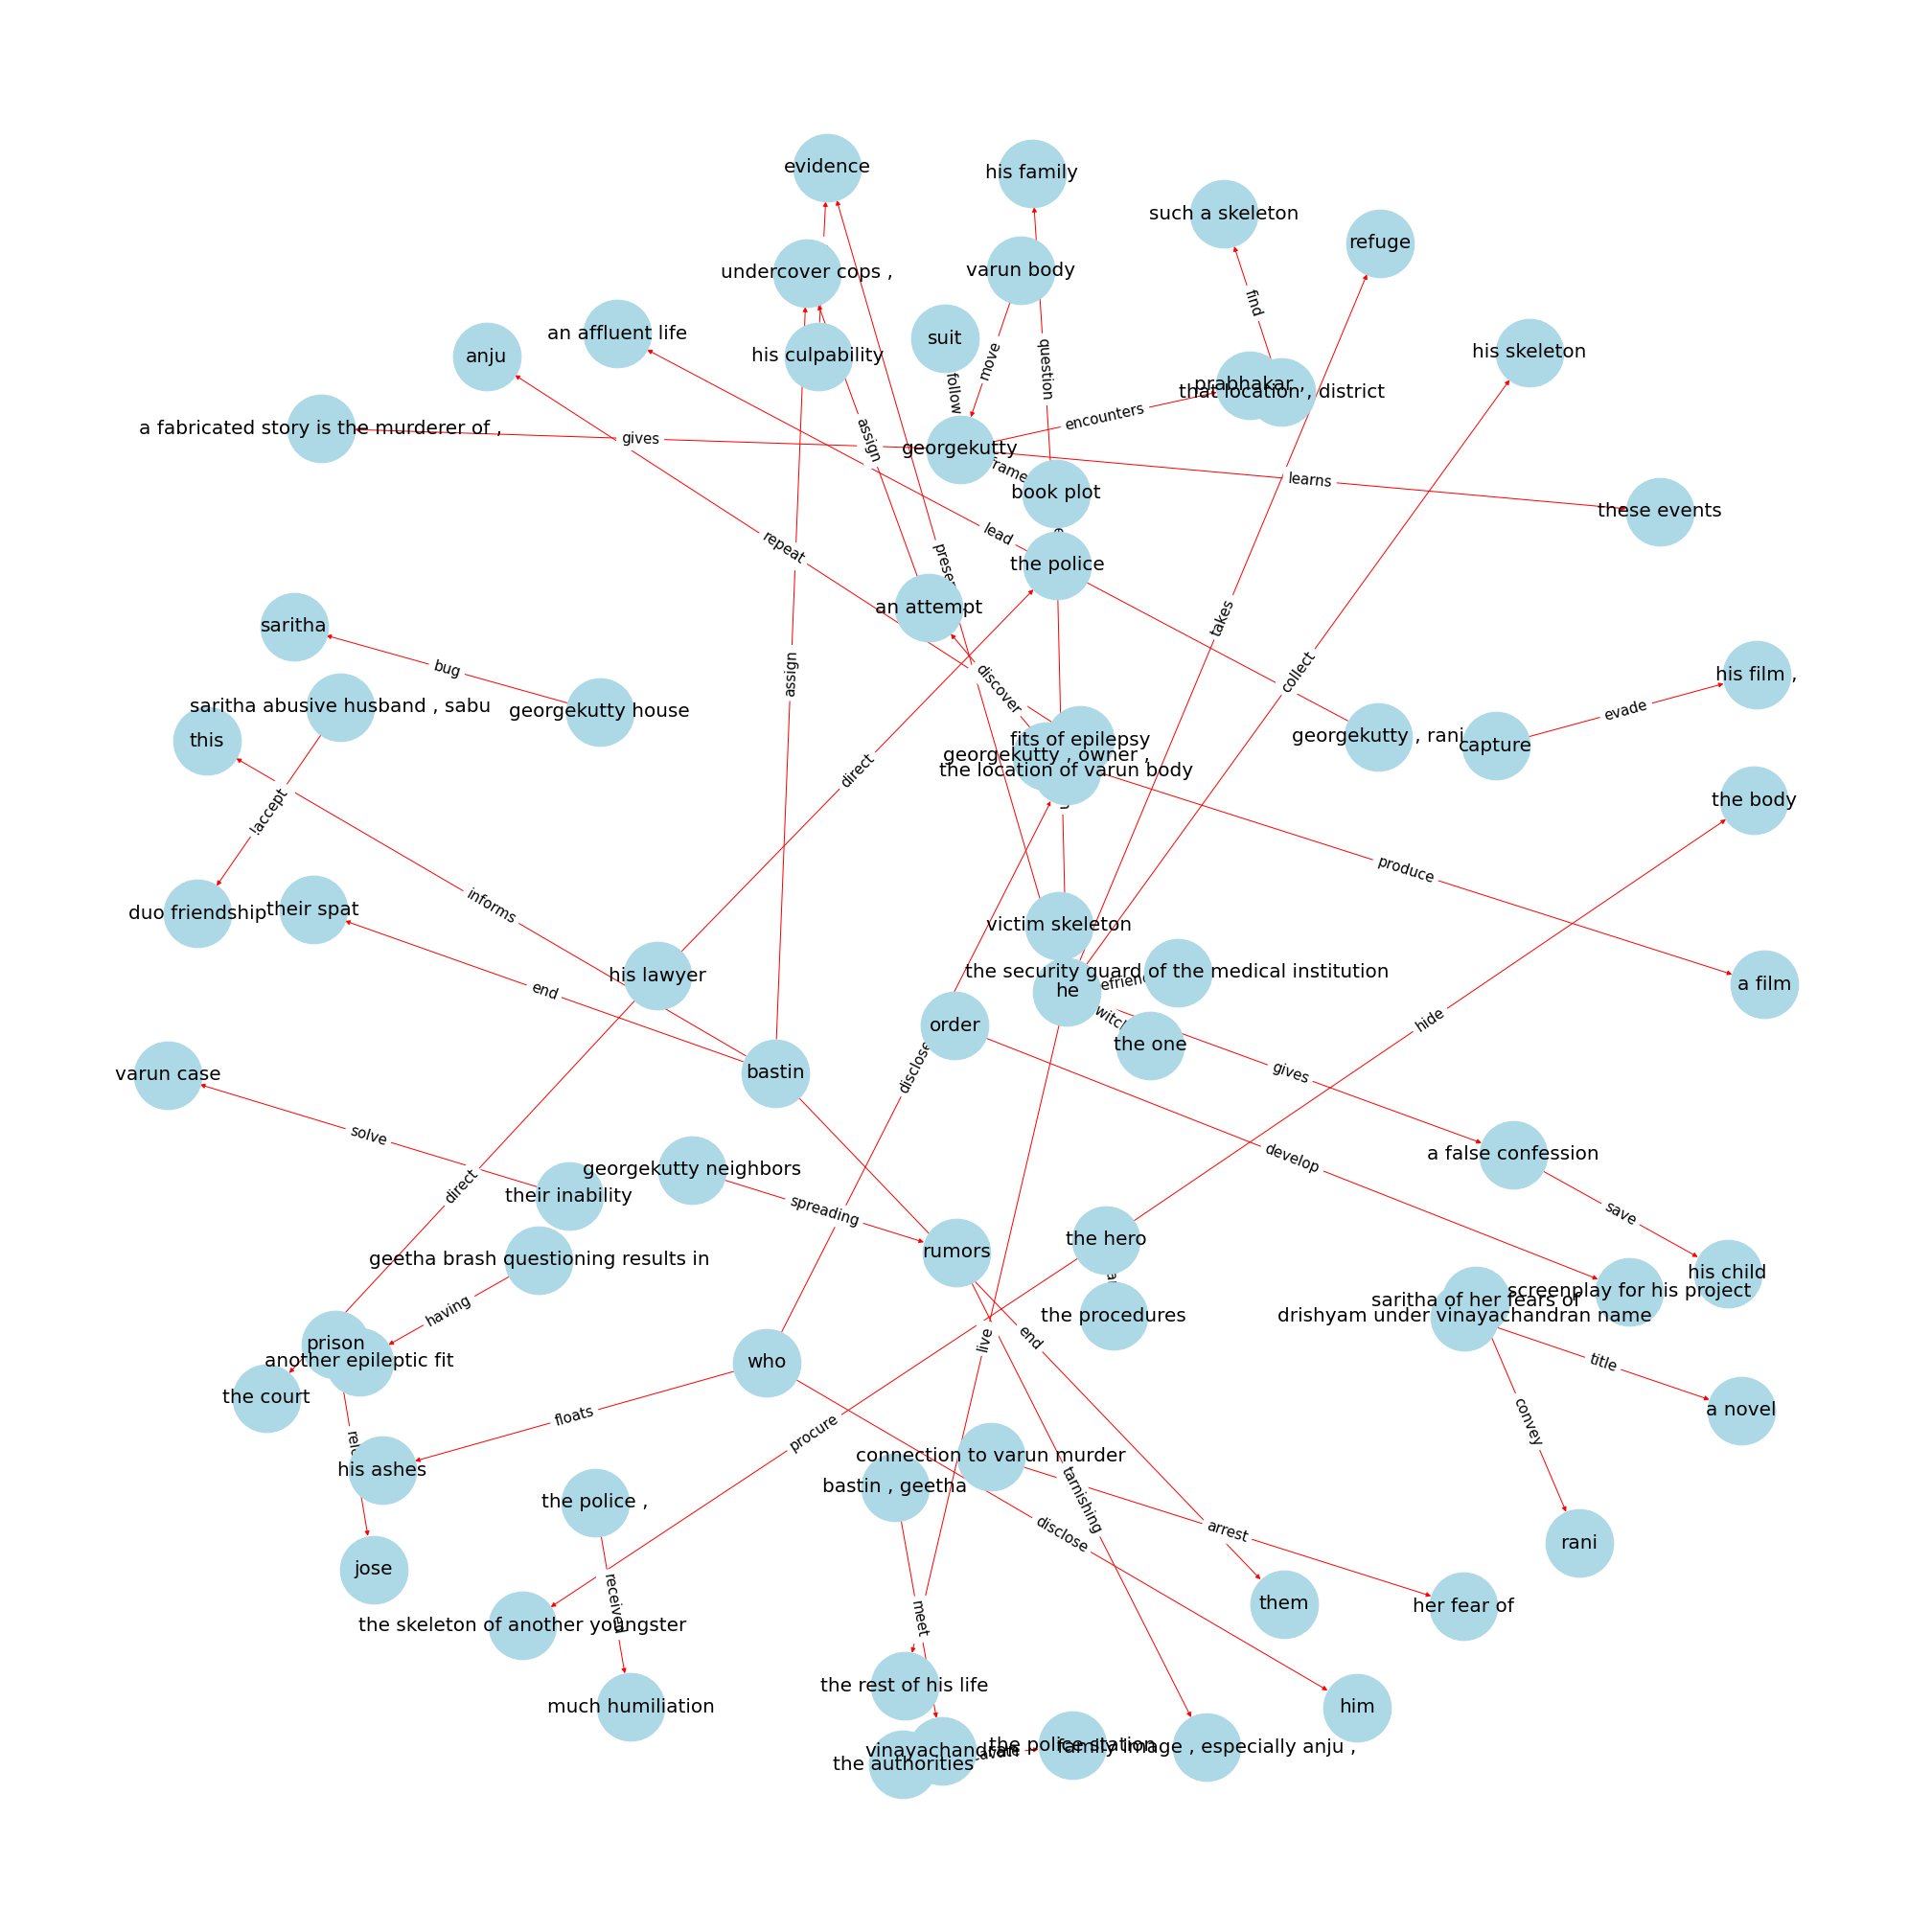 evidence
his family
such a skeleton
refuge
undercover cops ,
varun body
find
an affluent life
suit
his culpability
anju
move
question
his skeleton
prabhakar ,
that location , district
follow
encounters
a fabricated story is the murderer of ,
gives
assign
georgekutty
book plot
learns
these events
lead
repeat
the police
an attempt
takes
saritha
bug
assign
discover
collect
saritha abusive husband , sabu
georgekutty house
this
fits of epilepsy
georgekutty , owner ,
the location of varun body
georgekutty , rani
capture
evade
his film ,
direct
the body
!accept
produce
duo friendship
their spat
informs
victim skeleton
end
his lawyer
the security guard of the medical institution
he
a film
order
hide
the one
varun case
bastin
disclose
gives
solve
georgekutty neighbors
their inability
direct
spreading
develop
a false confession
save
rumors
the hero
geetha brash questioning results in
having
his child
screenplay for his project
saritha of her fears of
drishyam under vinayachandran name
the procedures
prison
another epileptic fit
who
live
end
title
the court
a novel
floats
convey
procure
his ashes
connection to varun murder
bastin , geetha
tarnishing
the police ,
disclose
arrest
rani
jose
received
meet
them
her fear of
the skeleton of another youngster
the rest of his life
much humiliation
him
vinayachandran
the police station
family image , especially anju ,
the authorities